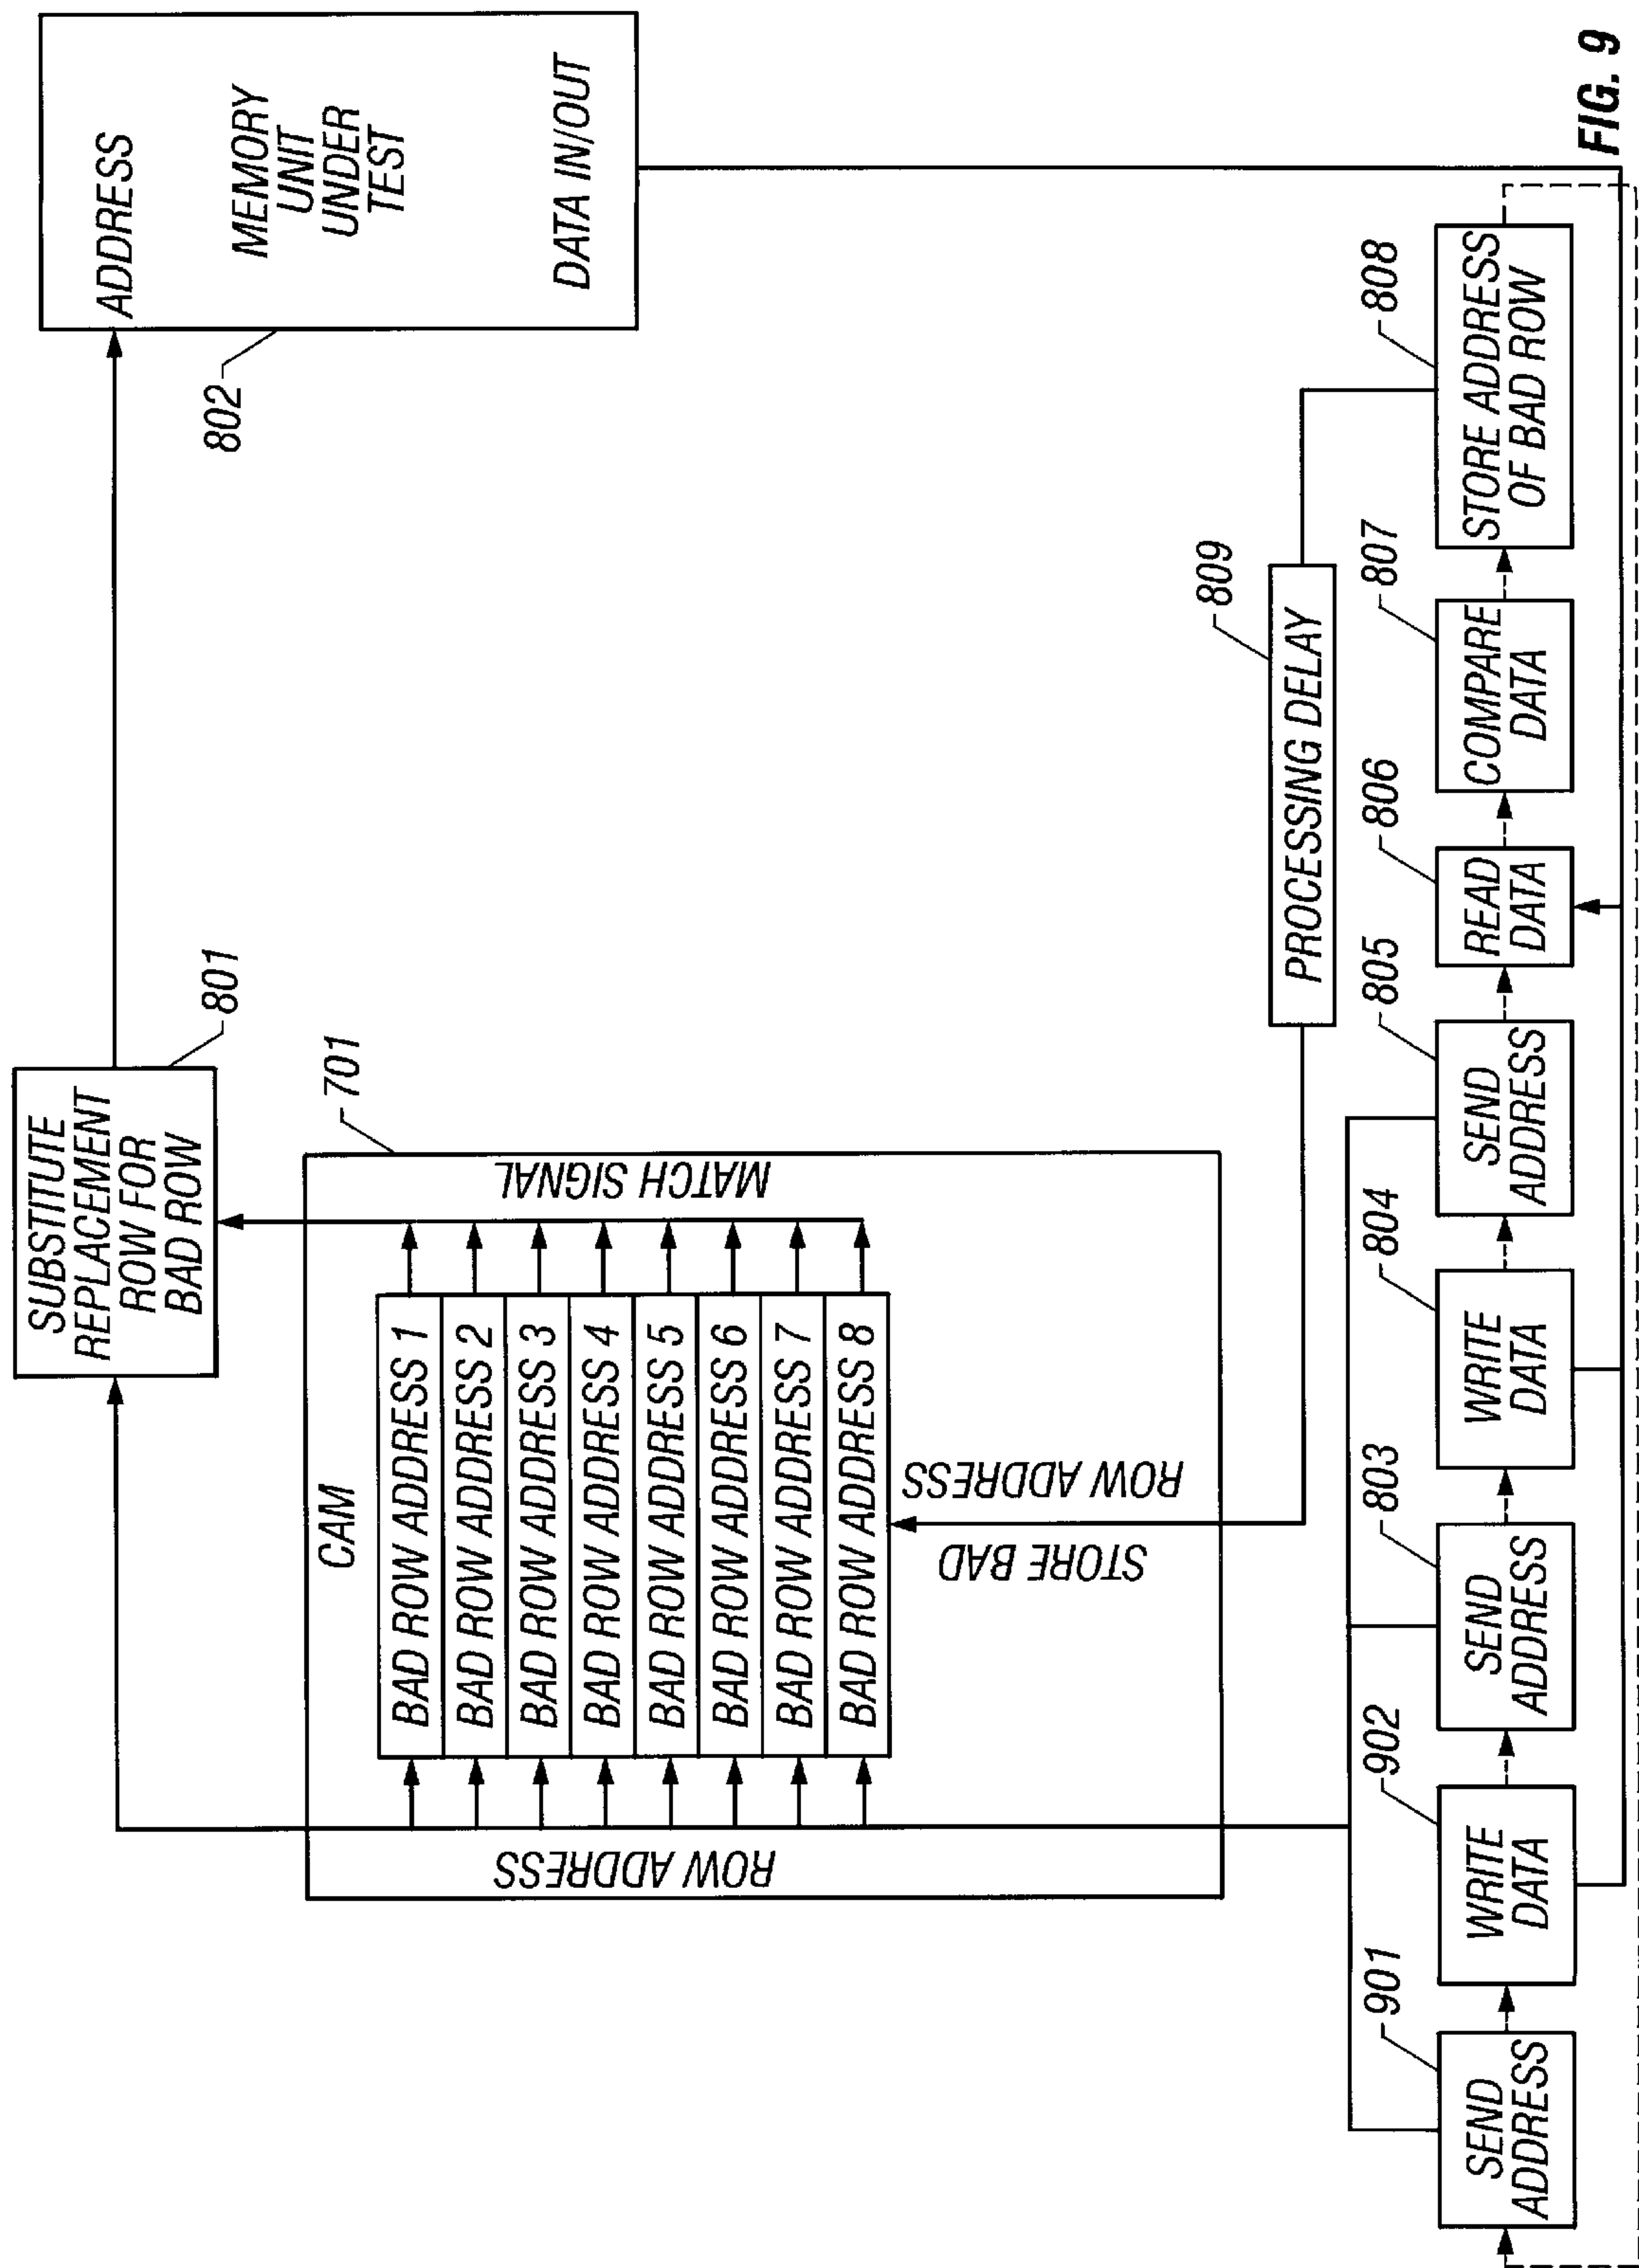 SUBSTITUTE
REPLACEMENT
ROW FOR
BAD ROW
801
ADDRESS
MEMORY
UNIT
UNDER
TEST
DATA IN/OUT
802
701
CAM
ROW ADDRESS
BAD ROW ADDRESS 1
BAD ROW ADDRESS 2
BAD ROW ADDRESS 3
BAD ROW ADDRESS 4
BAD ROW ADDRESS 5
BAD ROW ADDRESS 6
BAD ROW ADDRESS 7
BAD ROW ADDRESS 8
MATCH SIGNAL
STORE BAD
ROW ADDRESS
809
PROCESSING DELAY
901
SEND
ADDRESS
902
WRITE
DATA
803
SEND
ADDRESS
804
WRITE
DATA
805
SEND
ADDRESS
806
READ
DATA
807
COMPARE
DATA
808
STORE ADDRESS
OF BAD ROW
FIG. 9